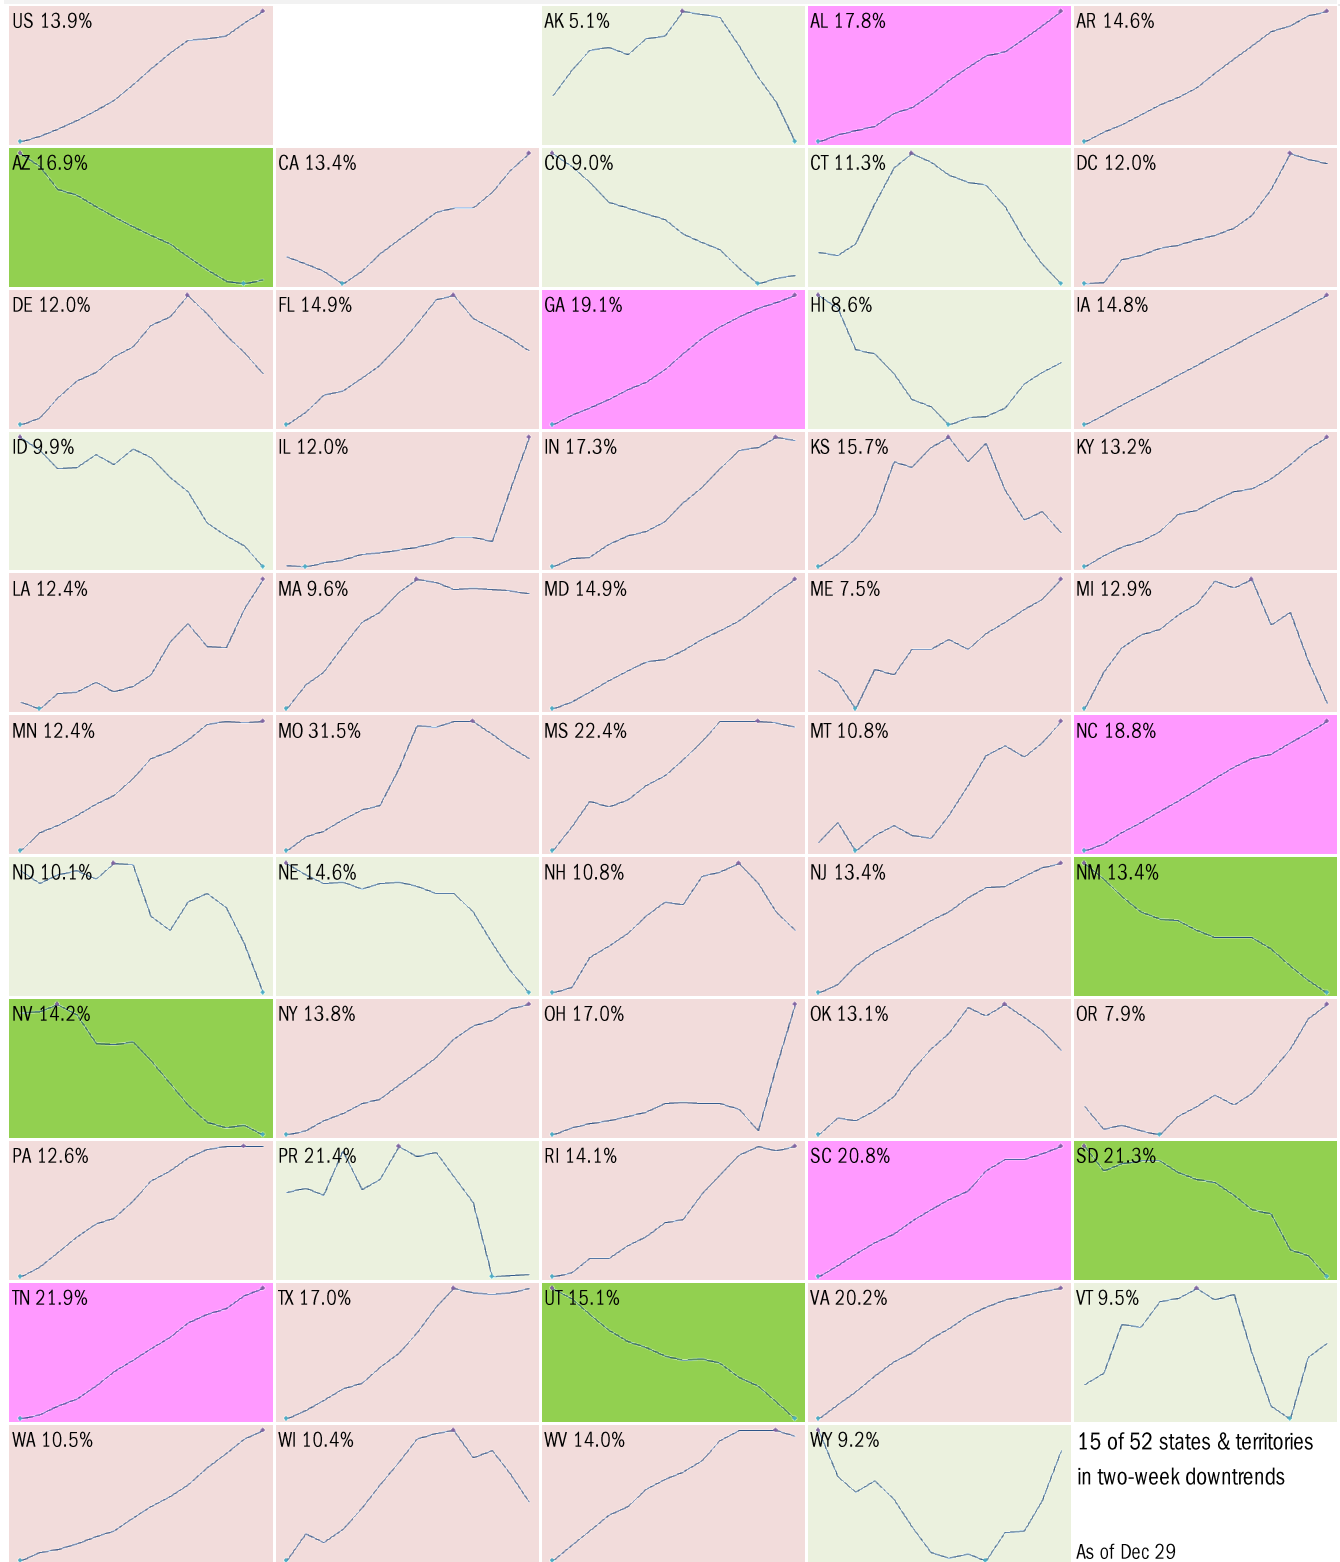 US 13.9%
AK 5.1%
AL 17.8%
AR 14.6%
AZ 16.9%
CA 13.4%
CO 9.0%
CT 11.3%
DC 12.0%
DE 12.0%
FL 14.9%
GA 19.1%
HI 8.6%
IA 14.8%
ID 9.9%
IL 12.0%
IN 17.3%
KS 15.7%
KY 13.2%
LA 12.4%
MA 9.6%
MD 14.9%
ME 7.5%
MI 12.9%
MN 12.4%
MO 31.5%
MS 22.4%
MT 10.8%
NC 18.8%
ND 10.1%
NE 14.6%
NH 10.8%
NJ 13.4%
NM 13.4%
NV 14.2%
NY 13.8%
OH 17.0%
OK 13.1%
OR 7.9%
PA 12.6%
PR 21.4%
RI 14.1%
SC 20.8%
SD 21.3%
TN 21.9%
TX 17.0%
UT 15.1%
VA 20.2%
VT 9.5%
WA 10.5%
WI 10.4%
WV 14.0%
WY 9.2%
15 of 52 states & territories
in two-week downtrends
As of Dec 29